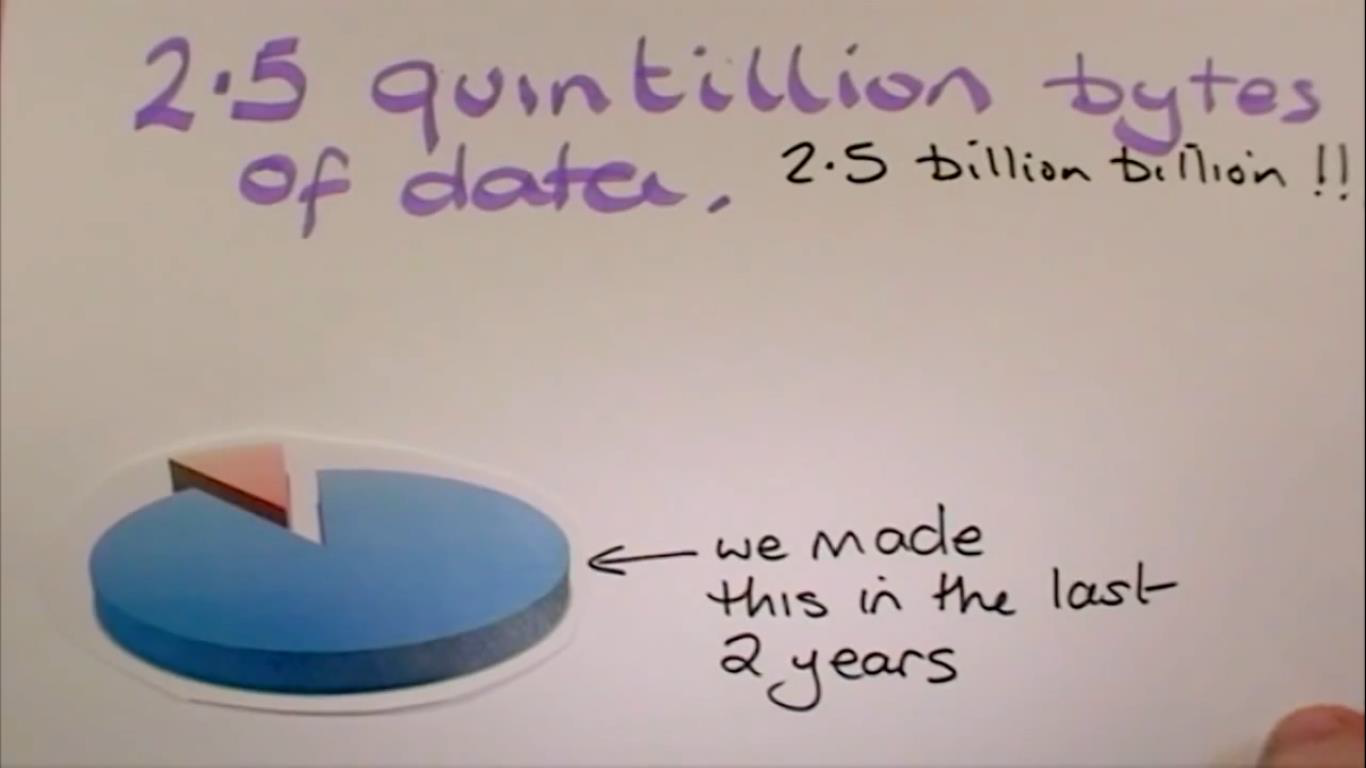 2.5 quintillion bytes
of data.
2.5 billion billion !!
we made
this in the last
2 years